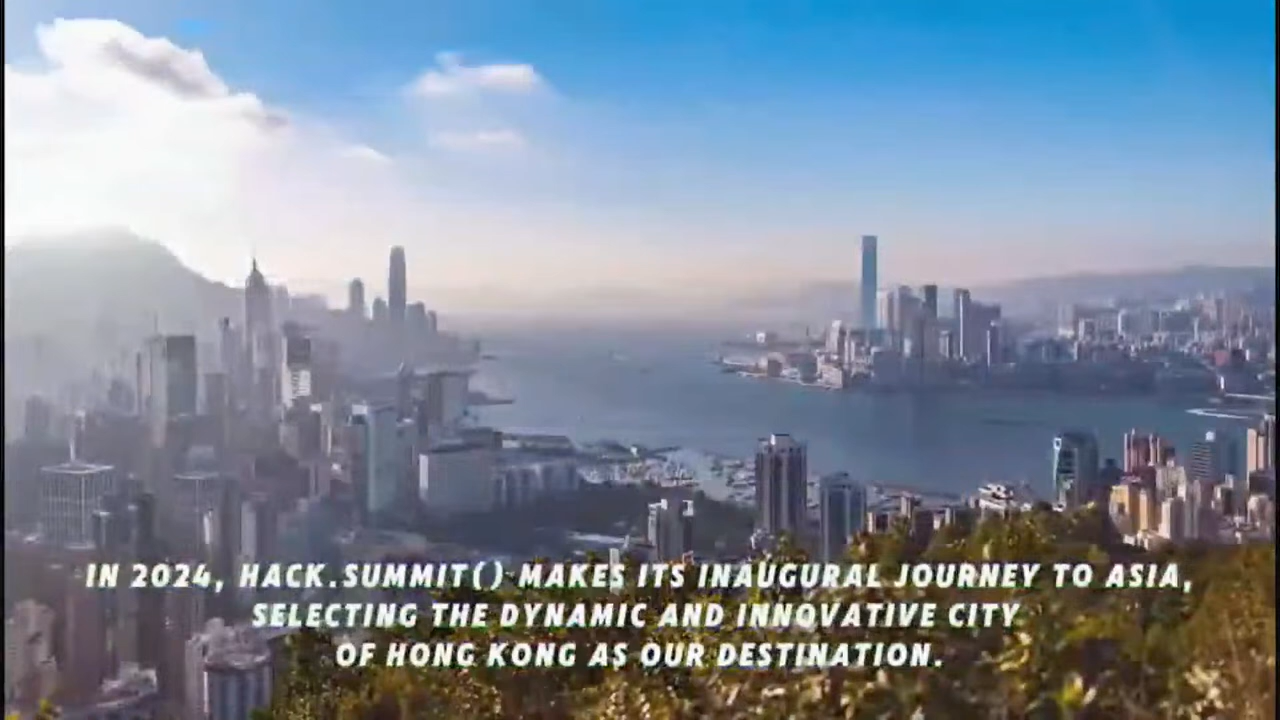 IN 2024, HACK.SUMMIT() MAKES ITS INAUGURAL JOURNEY TO ASIA,
SELECTING THE DYNAMIC AND INNOVATIVE CITY
OF HONG KONG AS OUR DESTINATION.